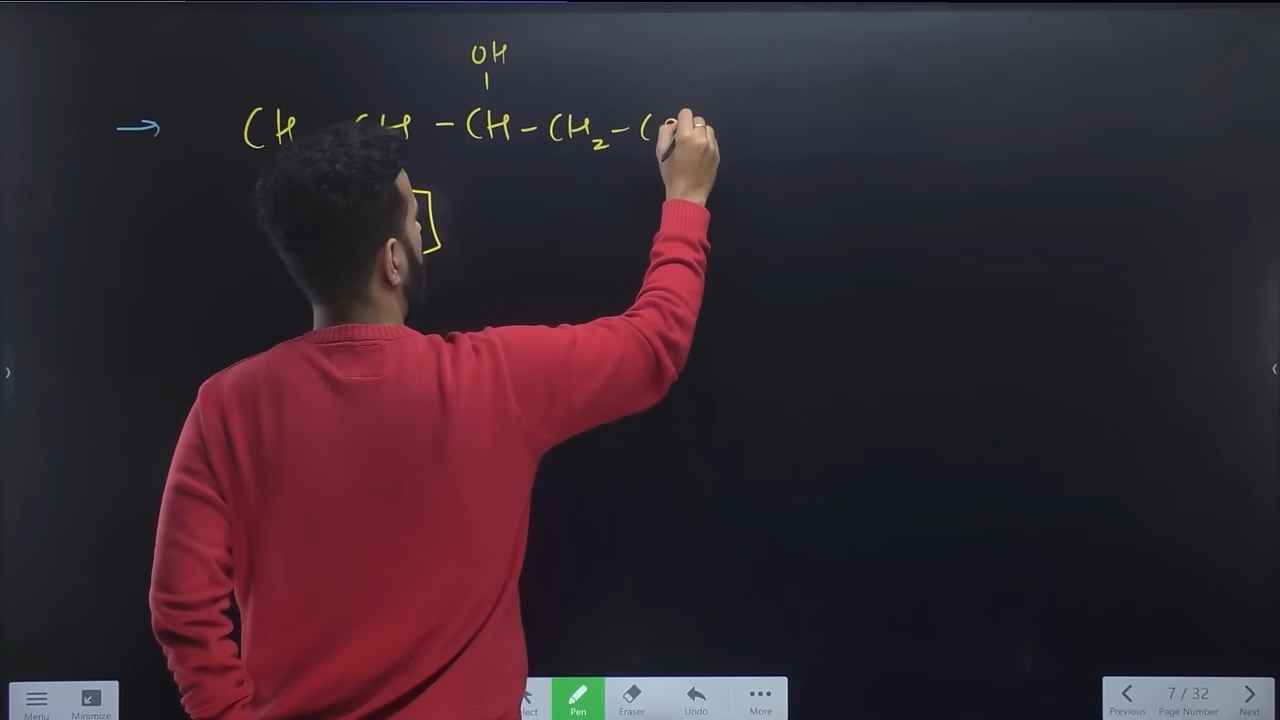 OH
CH CH - CH - CH₂ - C
Menu Minimize Pen Eraser Undo More Previous 7 / 32 Page Number Next